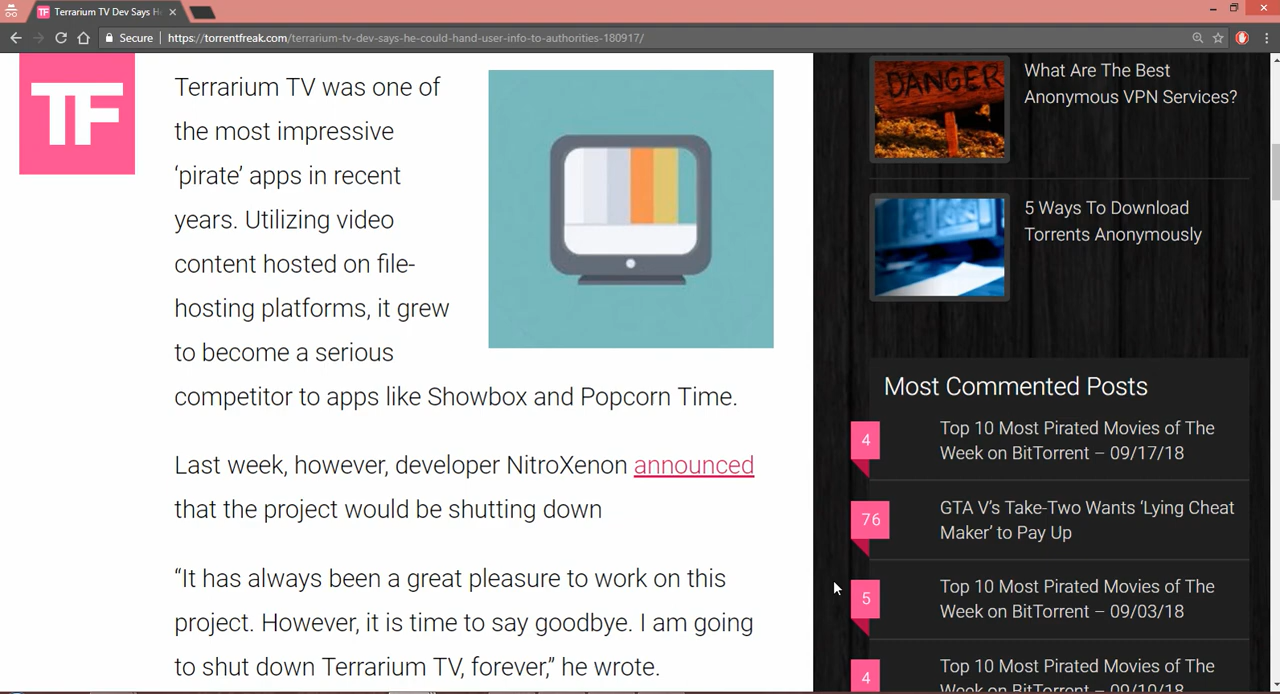 Terrarium TV Dev Says H
Secure
https://torrentfreak.com/terrarium-tv-dev-says-he-could-hand-user-info-to-authorities-180917/
TF
Terrarium TV was one of
the most impressive
‘pirate’ apps in recent
years. Utilizing video
content hosted on file-
hosting platforms, it grew
to become a serious
competitor to apps like Showbox and Popcorn Time.
Last week, however, developer NitroXenon announced
that the project would be shutting down
“It has always been a great pleasure to work on this
project. However, it is time to say goodbye. I am going
to shut down Terrarium TV, forever,” he wrote.
DANGER
What Are The Best
Anonymous VPN Services?
5 Ways To Download
Torrents Anonymously
Most Commented Posts
4
Top 10 Most Pirated Movies of The
Week on BitTorrent – 09/17/18
76
GTA V’s Take-Two Wants ‘Lying Cheat
Maker’ to Pay Up
5
Top 10 Most Pirated Movies of The
Week on BitTorrent – 09/03/18
4
Top 10 Most Pirated Movies of The
Week on BitTorrent – 09/10/18